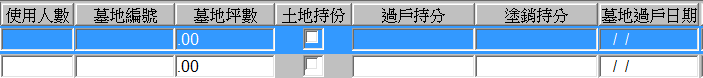 使用人數 墓地編號 墓地坪數 土地持份 過戶持分 塗銷持分 墓地過戶日期
.00 / /
.00 / /